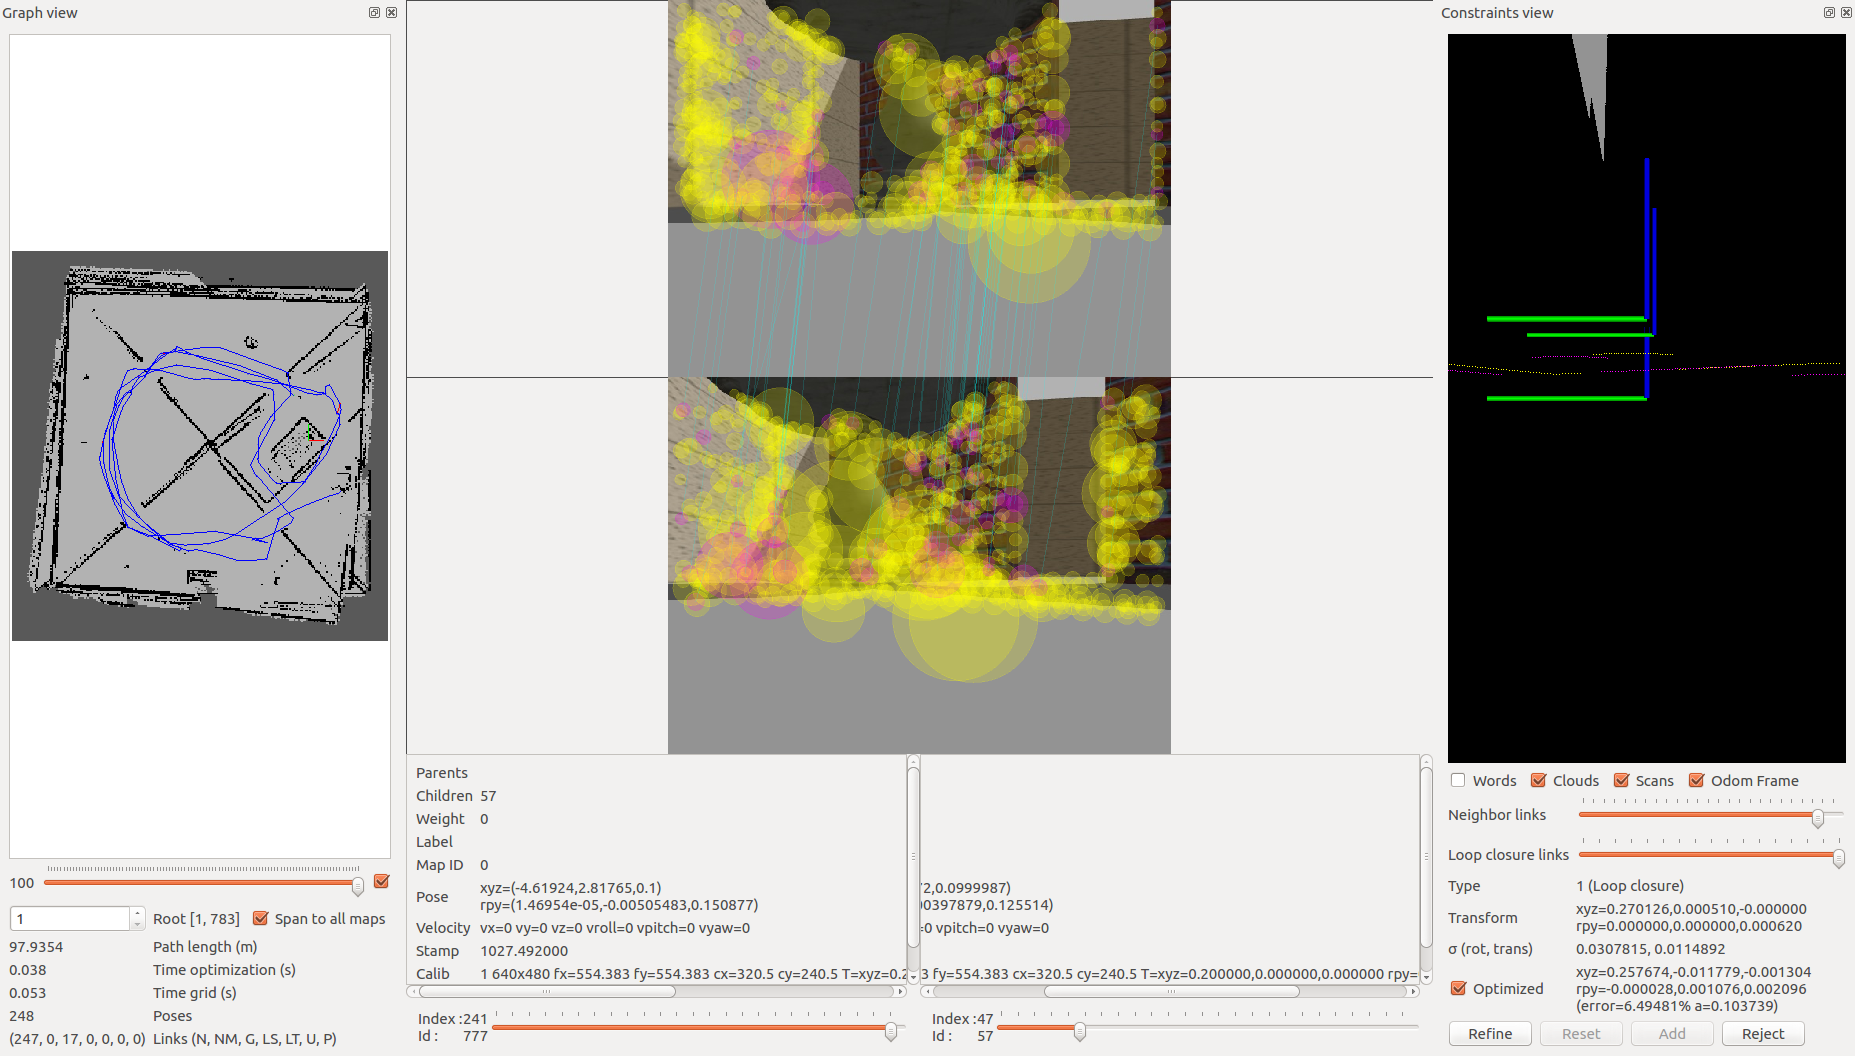 Graph view
Constraints view
100
1
Root [1, 783]
Span to all maps
97.9354 Path length (m)
0.038 Time optimization (s)
0.053 Time grid (s)
248 Poses
(247, 0, 17, 0, 0, 0, 0) Links (N, NM, G, LS, LT, U, P)
Parents
Children 57
Weight 0
Label
Map ID 0
Pose
xyz=(-4.61924,2.81765,0.1)
rpy=(1.46954e-05,-0.00505483,0.150877)
Velocity vx=0 vy=0 vz=0 vroll=0 vpitch=0 vyaw=0
Stamp 1027.492000
Calib 1 640x480 fx=554.383 fy=554.383 cx=320.5 cy=240.5 T=xyz=0.2
Index :241
Id : 777
2,0.0999987)
00397879,0.125514)
0 vpitch=0 vyaw=0
3 fy=554.383 cx=320.5 cy=240.5 T=xyz=0.200000,0.000000,0.000000 rpy=
Index :47
Id : 57
Words Clouds Scans Odom Frame
Neighbor links
Loop closure links
Type 1 (Loop closure)
Transform
xyz=0.270126,0.000510,-0.000000
rpy=0.000000,0.000000,0.000620
σ (rot, trans) 0.0307815, 0.0114892
Optimized
xyz=0.257674,-0.011779,-0.001304
rpy=-0.000028,0.001076,0.002096
(error=6.49481% a=0.103739)
Refine Reset Add Reject